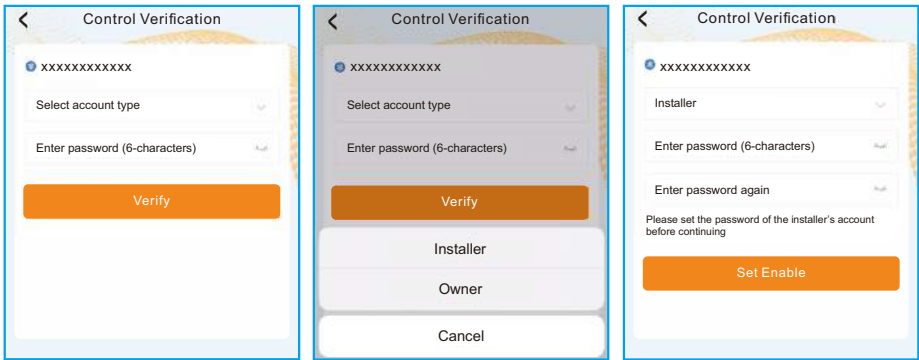 Control Verification
xxxxxxxxxxxx
Select account type
Enter password (6-characters)
Verify
Control Verification
xxxxxxxxxxxx
Select account type
Enter password (6-characters)
Verify
Installer
Owner
Cancel
Control Verification
xxxxxxxxxxxx
Installer
Enter password (6-characters)
Enter password again
Please set the password of the installer's account
before continuing
Set Enable